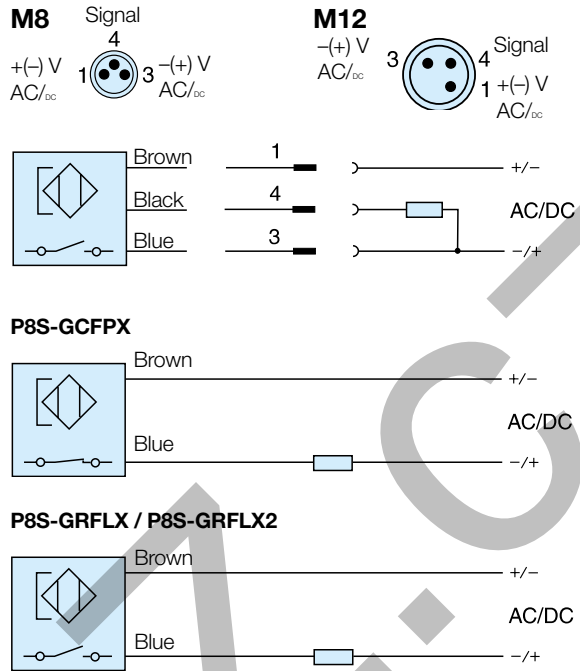 M8
Signal
4
+(–) V
AC/DC
1
3
–(+) V
AC/DC
M12
–(+) V
AC/DC
3
4
Signal
1
+(–) V
AC/DC
Brown
1
+/–
Black
4
AC/DC
Blue
3
–/+
P8S-GCFPX
Brown
+/–
AC/DC
Blue
–/+
P8S-GRFLX / P8S-GRFLX2
Brown
+/–
AC/DC
Blue
–/+